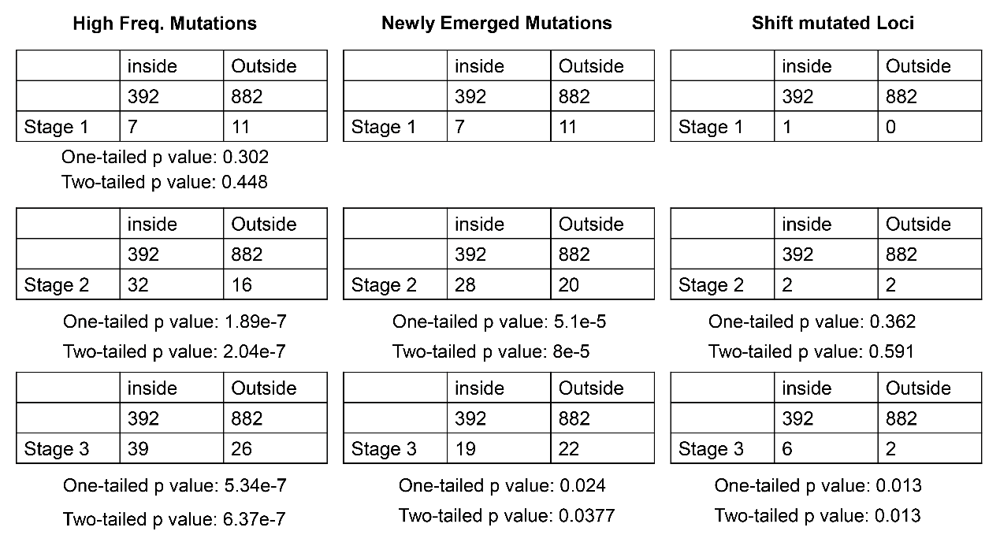 High Freq. Mutations Newly Emerged Mutations Shift mutated Loci
inside Outside inside Outside inside Outside
392 882 392 882 392 882
Stage 1 7 11 Stage 1 7 11 Stage 1 1 0
One-tailed p value: 0.302
Two-tailed p value: 0.448
inside Outside inside Outside inside Outside
392 882 392 882 392 882
Stage 2 32 16 Stage 2 28 20 Stage 2 2 2
One-tailed p value: 1.89e-7 One-tailed p value: 5.1e-5 One-tailed p value: 0.362
Two-tailed p value: 2.04e-7 Two-tailed p value: 8e-5 Two-tailed p value: 0.591
inside Outside inside Outside inside Outside
392 882 392 882 392 882
Stage 3 39 26 Stage 3 19 22 Stage 3 6 2
One-tailed p value: 5.34e-7 One-tailed p value: 0.024 One-tailed p value: 0.013
Two-tailed p value: 6.37e-7 Two-tailed p value: 0.0377 Two-tailed p value: 0.013